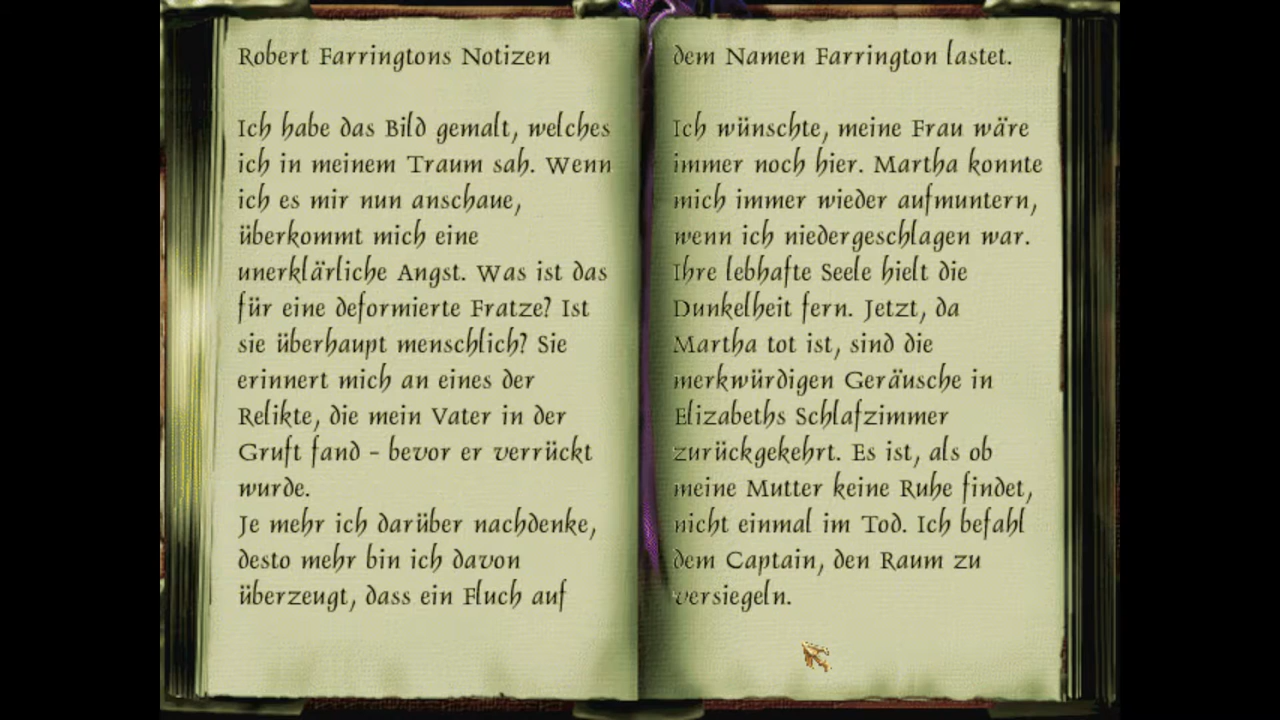 Robert Farringtons Notizen
Ich habe das Bild gemalt, welches
ich in meinem Traum sah. Wenn
ich es mir nun anschaue,
überkommt mich eine
unerklärliche Angst. Was ist das
für eine deformierte Fratze? Ist
sie überhaupt menschlich? Sie
erinnert mich an eines der
Relikte, die mein Vater in der
Gruft fand - bevor er verrückt
wurde.
Je mehr ich darüber nachdenke,
desto mehr bin ich davon
überzeugt, dass ein Fluch auf
dem Namen Farrington lastet.
Ich wünschte, meine Frau wäre
immer noch hier. Martha konnte
mich immer wieder aufmuntern,
wenn ich niedergeschlagen war.
Ihre lebhafte Seele hielt die
Dunkelheit fern. Jetzt, da
Martha tot ist, sind die
merkwürdigen Geräusche in
Elizabeths Schlafzimmer
zurückgekehrt. Es ist, als ob
meine Mutter keine Ruhe findet,
nicht einmal im Tod. Ich befahl
dem Captain, den Raum zu
versiegeln.